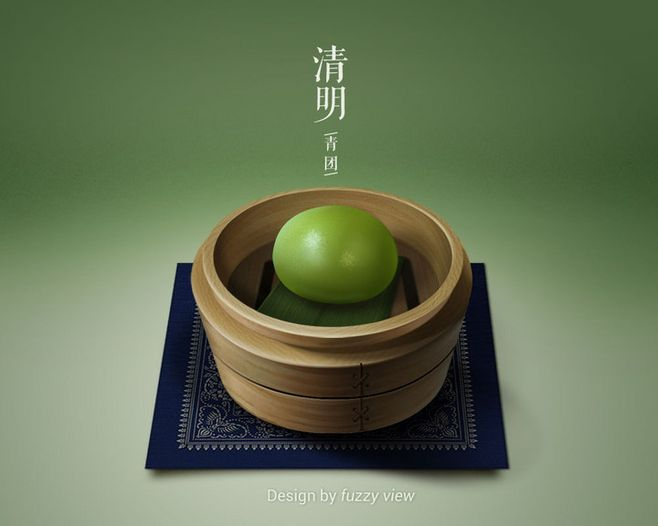 清明
青团
Design by fuzzy view